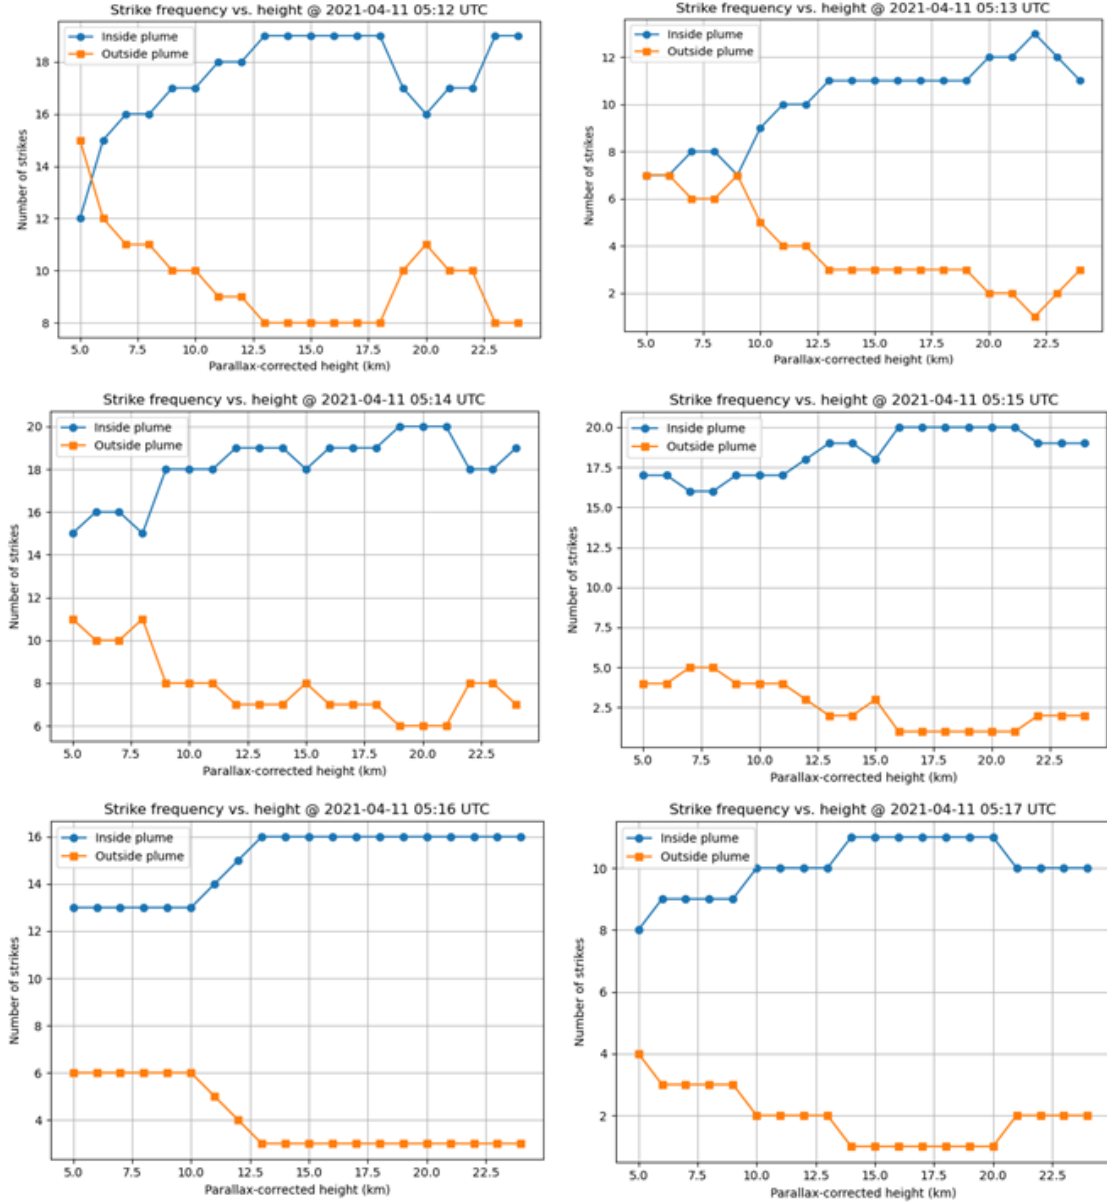 Strike frequency vs. height @ 2021-04-11 05:12 UTC
Inside plume
Outside plume
18
16
14
12
10
8
Number of strikes
5.0 7.5 10.0 12.5 15.0 17.5 20.0 22.5
Parallax-corrected height (km)
Strike frequency vs. height @ 2021-04-11 05:13 UTC
Inside plume
Outside plume
12
10
8
6
4
2
Number of strikes
5.0 7.5 10.0 12.5 15.0 17.5 20.0 22.5
Parallax-corrected height (km)
Strike frequency vs. height @ 2021-04-11 05:14 UTC
Inside plume
Outside plume
20
18
16
14
12
10
8
6
Number of strikes
5.0 7.5 10.0 12.5 15.0 17.5 20.0 22.5
Parallax-corrected height (km)
Strike frequency vs. height @ 2021-04-11 05:15 UTC
Inside plume
Outside plume
20.0
17.5
15.0
12.5
10.0
7.5
5.0
2.5
Number of strikes
5.0 7.5 10.0 12.5 15.0 17.5 20.0 22.5
Parallax-corrected height (km)
Strike frequency vs. height @ 2021-04-11 05:16 UTC
Inside plume
Outside plume
16
14
12
10
8
6
4
Number of strikes
5.0 7.5 10.0 12.5 15.0 17.5 20.0 22.5
Parallax-corrected height (km)
Strike frequency vs. height @ 2021-04-11 05:17 UTC
Inside plume
Outside plume
10
8
6
4
2
Number of strikes
5.0 7.5 10.0 12.5 15.0 17.5 20.0 22.5
Parallax-corrected height (km)